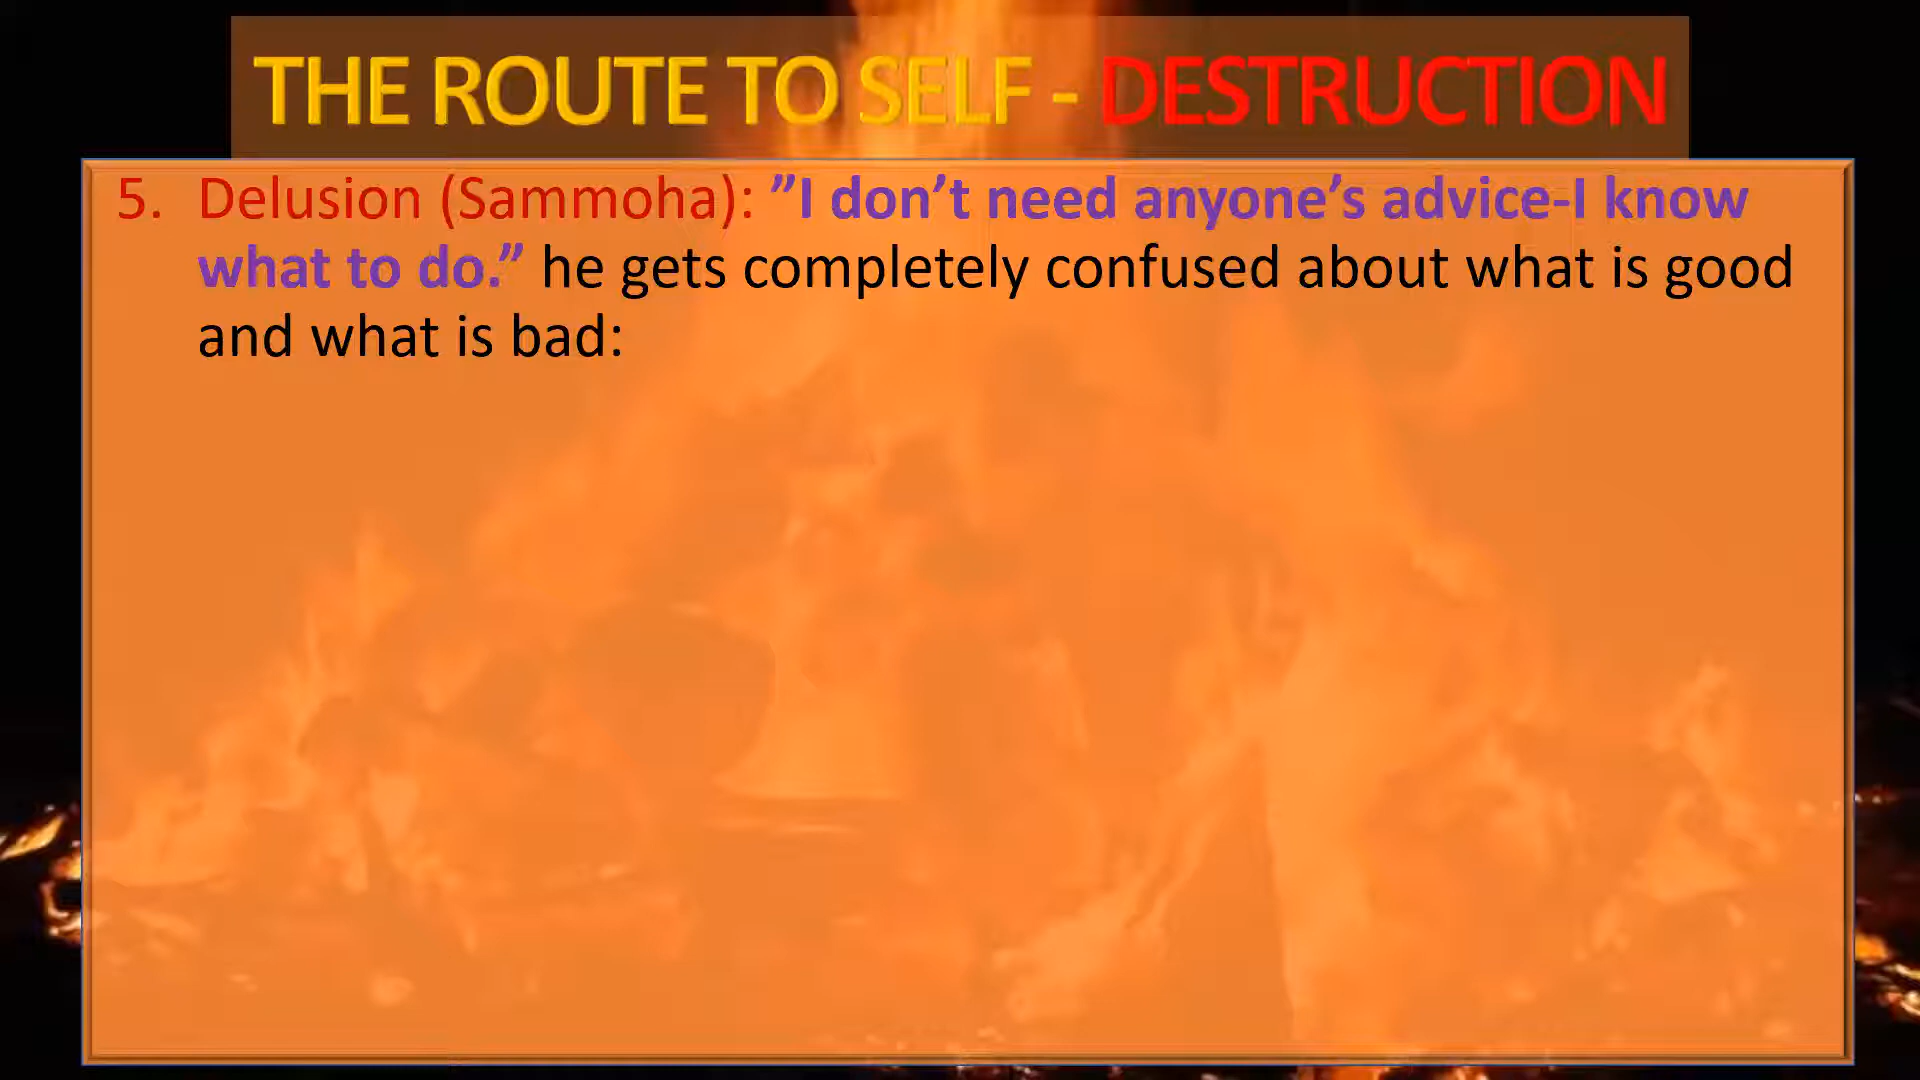 THE ROUTE TO SELF - DESTRUCTION
5. Delusion (Sammoha): ”I don’t need anyone’s advice-I know
what to do.” he gets completely confused about what is good
and what is bad: